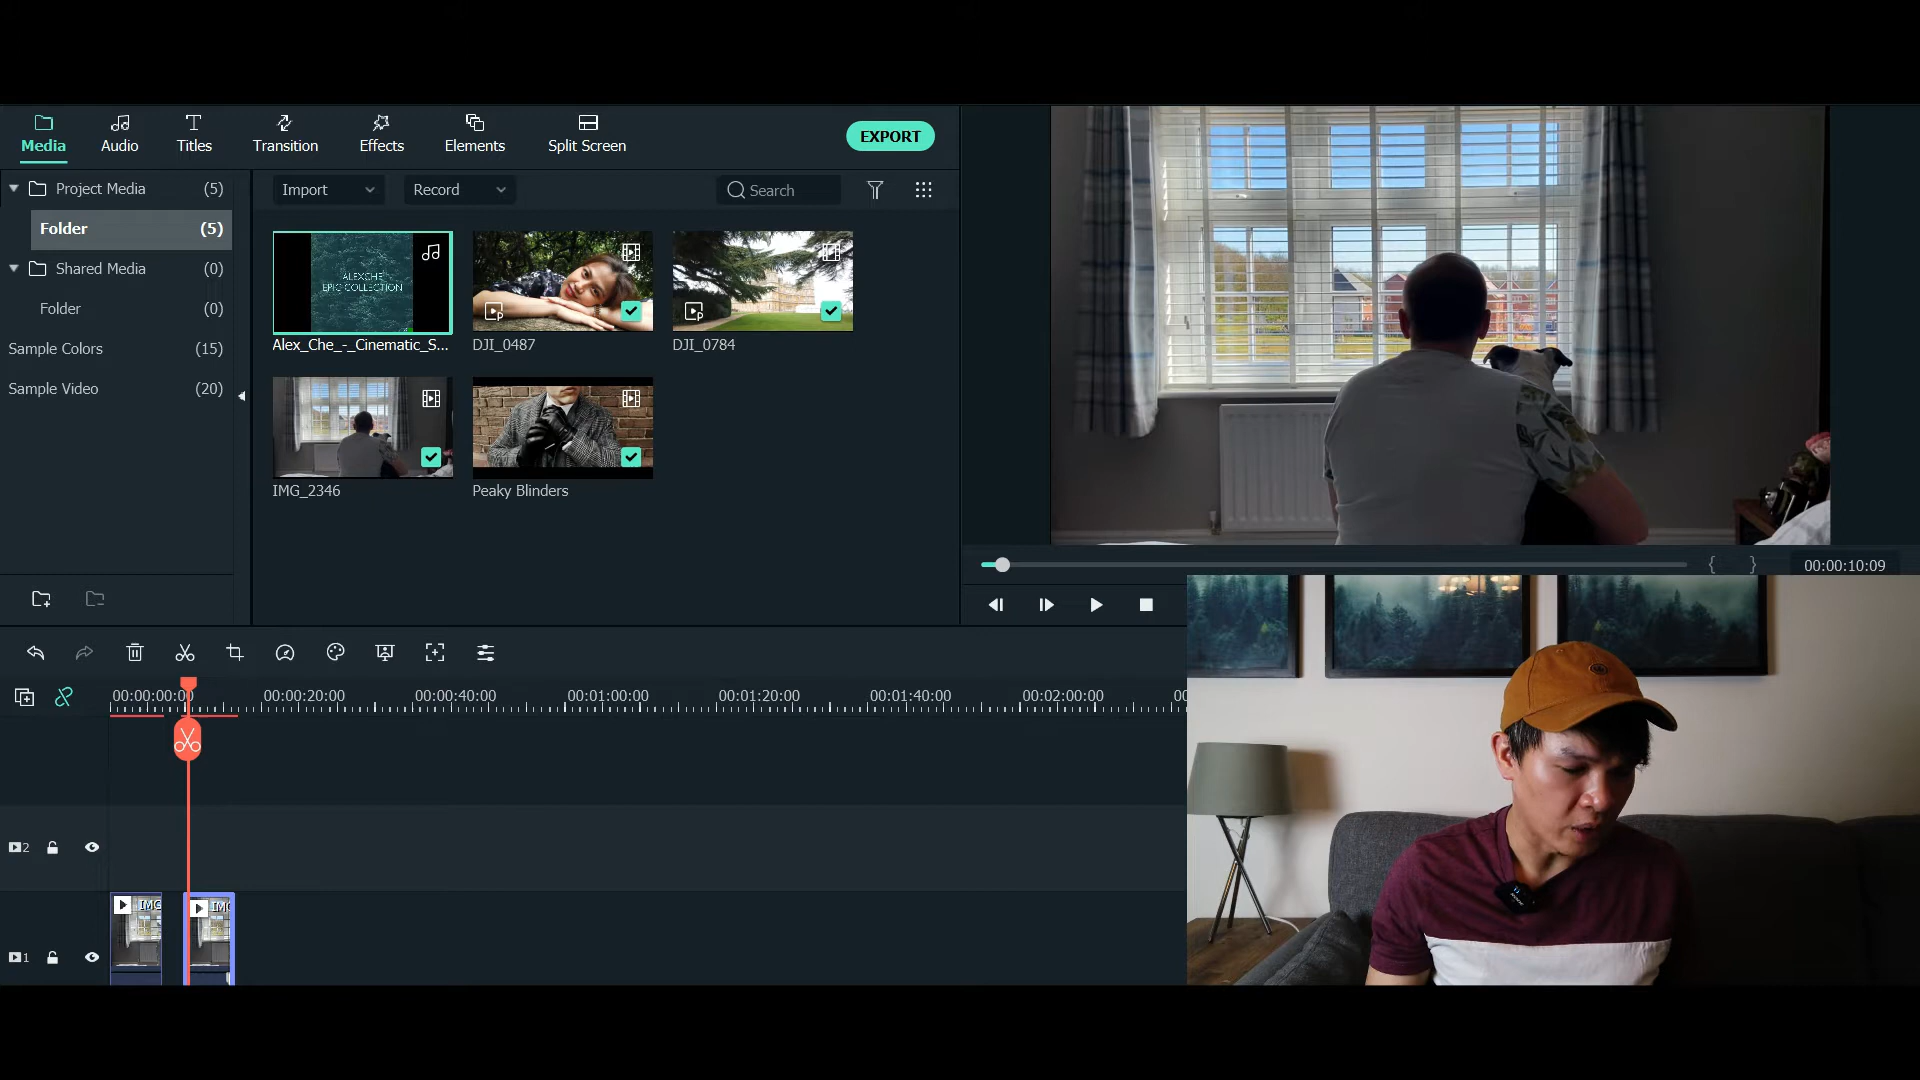 Media
Audio
Titles
Transition
Effects
Elements
Split Screen
EXPORT
Project Media (5)
Folder (5)
Shared Media (0)
Folder (0)
Sample Colors (15)
Sample Video (20)
Import
Record
Search
ALEXCHE
EPIC COLLECTION
Alex_Che_-_Cinematic_S...
DJI_0487
DJI_0784
IMG_2346
Peaky Blinders
{ }
00:00:10:09
00:00:00:00
00:00:20:00
00:00:40:00
00:01:00:00
00:01:20:00
00:01:40:00
00:02:00:00
2
1
IMG